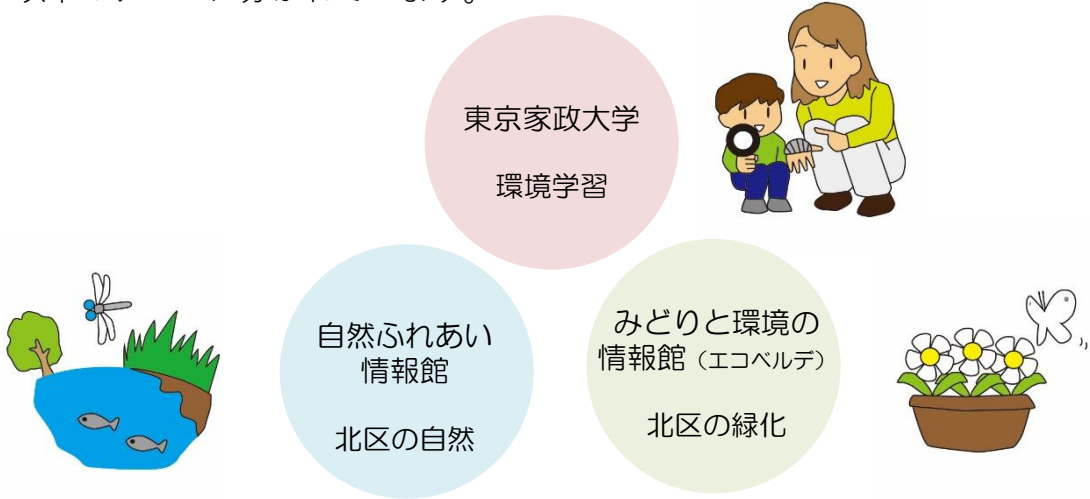 東京家政大学
環境学習
自然ふれあい
情報館
北区の自然
みどりと環境の
情報館（エコベルデ）
北区の緑化